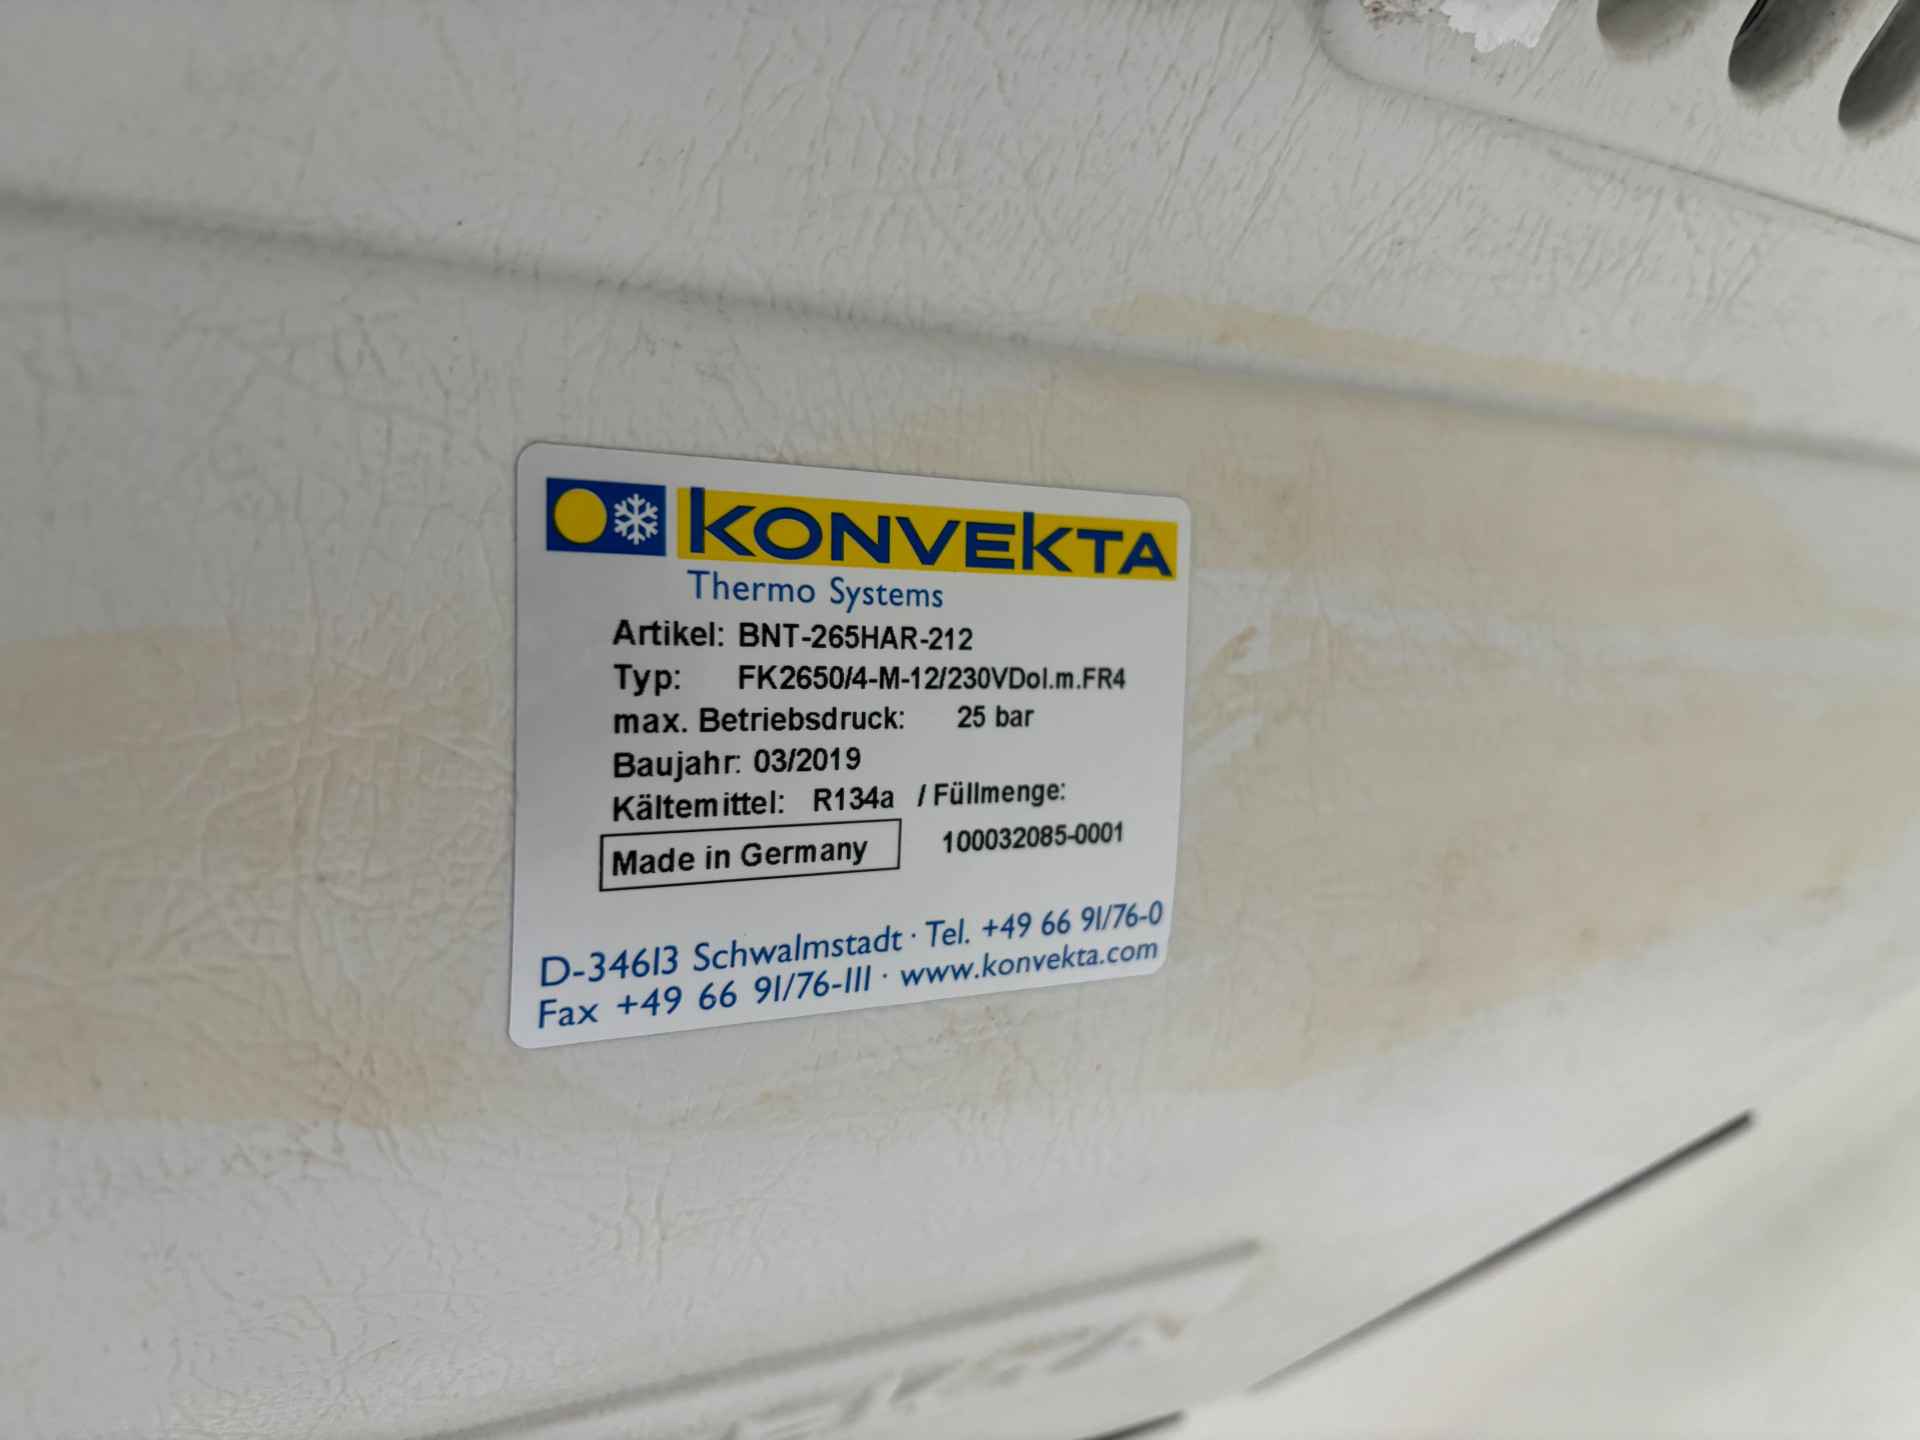 KONVEKTA
Thermo Systems
Artikel: BNT-265HAR-212
Typ: FK2650/4-M-12/230VDol.m.FR4
max. Betriebsdruck: 25 bar
Baujahr: 03/2019
Kältemittel: R134a / Füllmenge:
Made in Germany 100032085-0001
D-34613 Schwalmstadt · Tel. +49 66 91/76-0
Fax +49 66 91/76-111 · www.konvekta.com